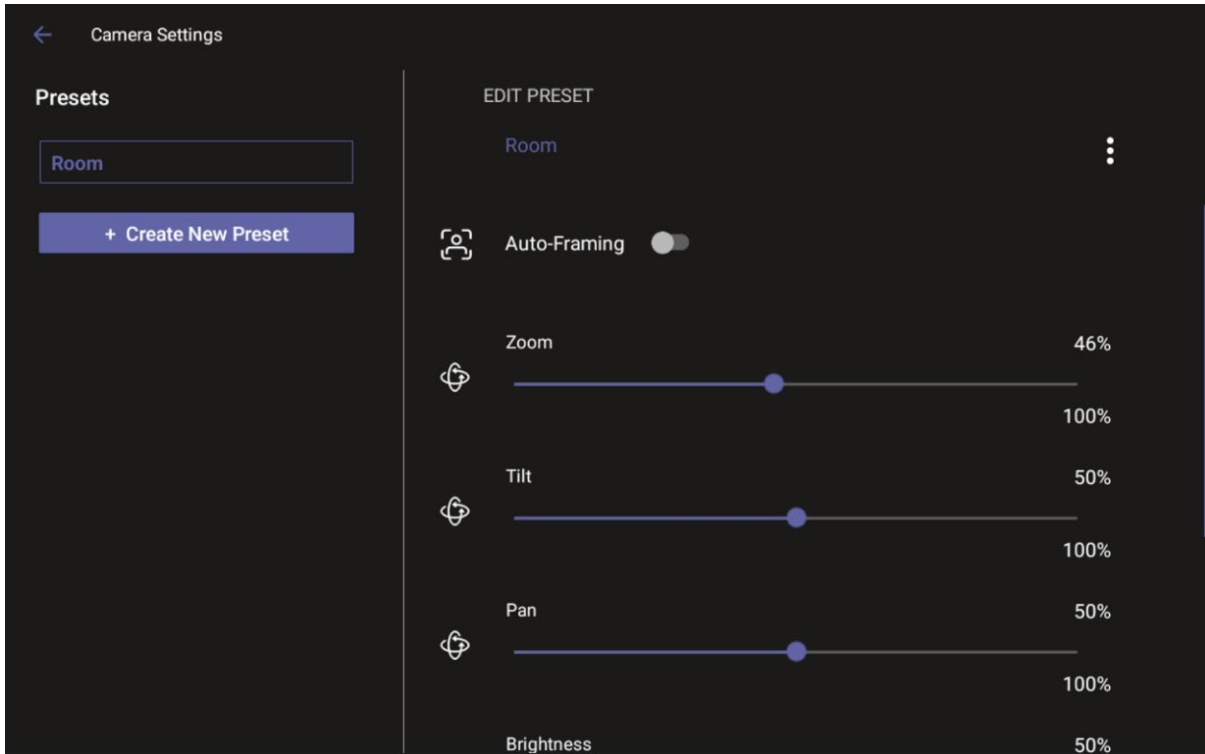 Camera Settings
Presets
Room
+ Create New Preset
EDIT PRESET
Room
Auto-Framing
Zoom 46%
100%
Tilt 50%
100%
Pan 50%
100%
Brightness 50%